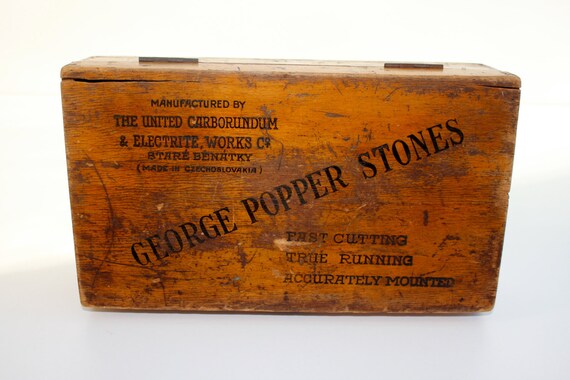 MANUFACTURED BY
THE UNITED CARBORUNDUM
& ELECTRITE, WORKS Cº
STARÉ BENÁTKY
(MADE IN CZECHOSLOVAKIA)
GEORGE POPPER STONES
FAST CUTTING
TRUE RUNNING
ACCURATELY MOUNTED